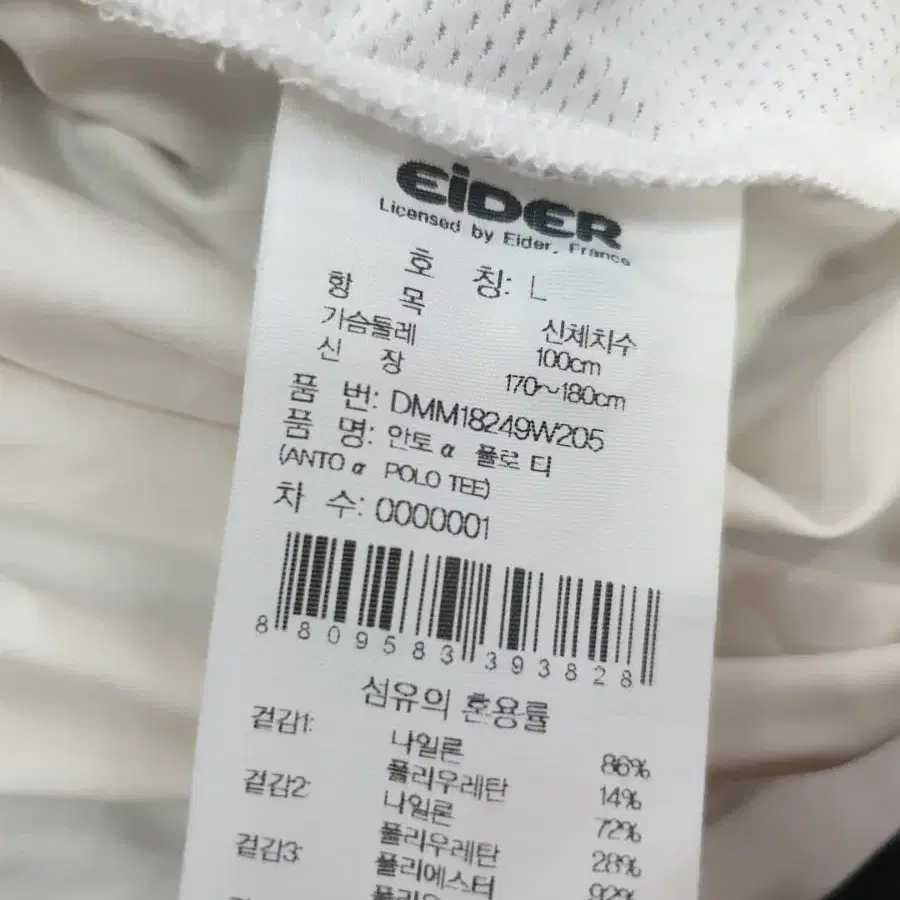 EiDER
Licensed by Eider, France
호 칭: L
항 목 신체치수
가슴둘레 100cm
신 장 170~180cm
품 번: DMM18249W205
품 명: 안토 α 폴로 티
(ANTO α POLO TEE)
차 수: 0000001
8 809583 393828
섬유의 혼용률
겉감1: 나일론 86%
폴리우레탄 14%
겉감2: 나일론 72%
폴리우레탄 28%
겉감3: 폴리에스터 92%